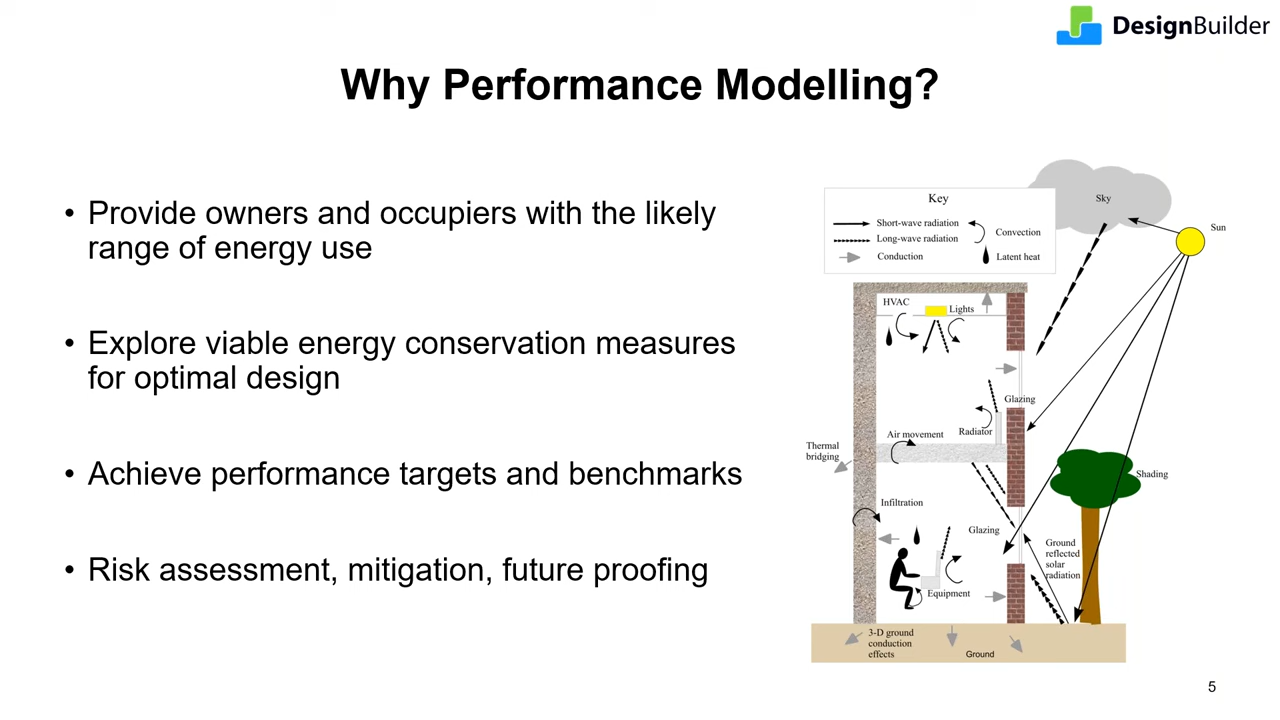 DesignBuilder
Why Performance Modelling?
• Provide owners and occupiers with the likely
range of energy use
• Explore viable energy conservation measures
for optimal design
• Achieve performance targets and benchmarks
• Risk assessment, mitigation, future proofing
Key
Short-wave radiation
Long-wave radiation
Conduction
Convection
Latent heat
Sky
Sun
HVAC
Lights
Glazing
Radiator
Air movement
Thermal
bridging
Shading
Infiltration
Glazing
Ground
reflected
solar
radiation
Equipment
3-D ground
conduction
effects
Ground
5